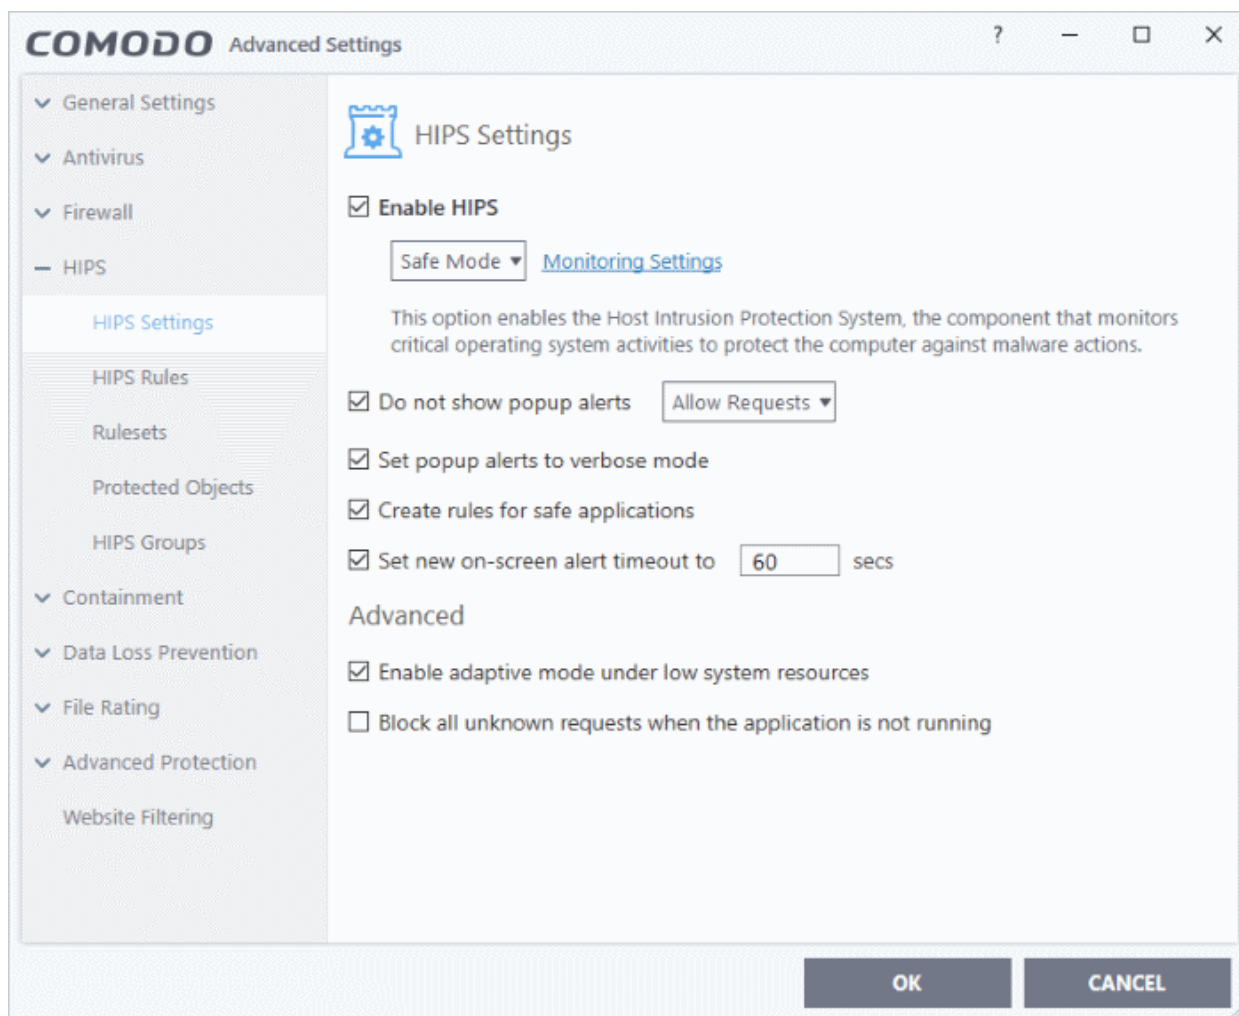 COMODO Advanced Settings
?
General Settings
Antivirus
Firewall
HIPS
HIPS Settings
HIPS Rules
Rulesets
Protected Objects
HIPS Groups
Containment
Data Loss Prevention
File Rating
Advanced Protection
Website Filtering
HIPS Settings
Enable HIPS
Safe Mode Monitoring Settings
This option enables the Host Intrusion Protection System, the component that monitors
critical operating system activities to protect the computer against malware actions.
Do not show popup alerts Allow Requests
Set popup alerts to verbose mode
Create rules for safe applications
Set new on-screen alert timeout to 60 secs
Advanced
Enable adaptive mode under low system resources
Block all unknown requests when the application is not running
OK CANCEL